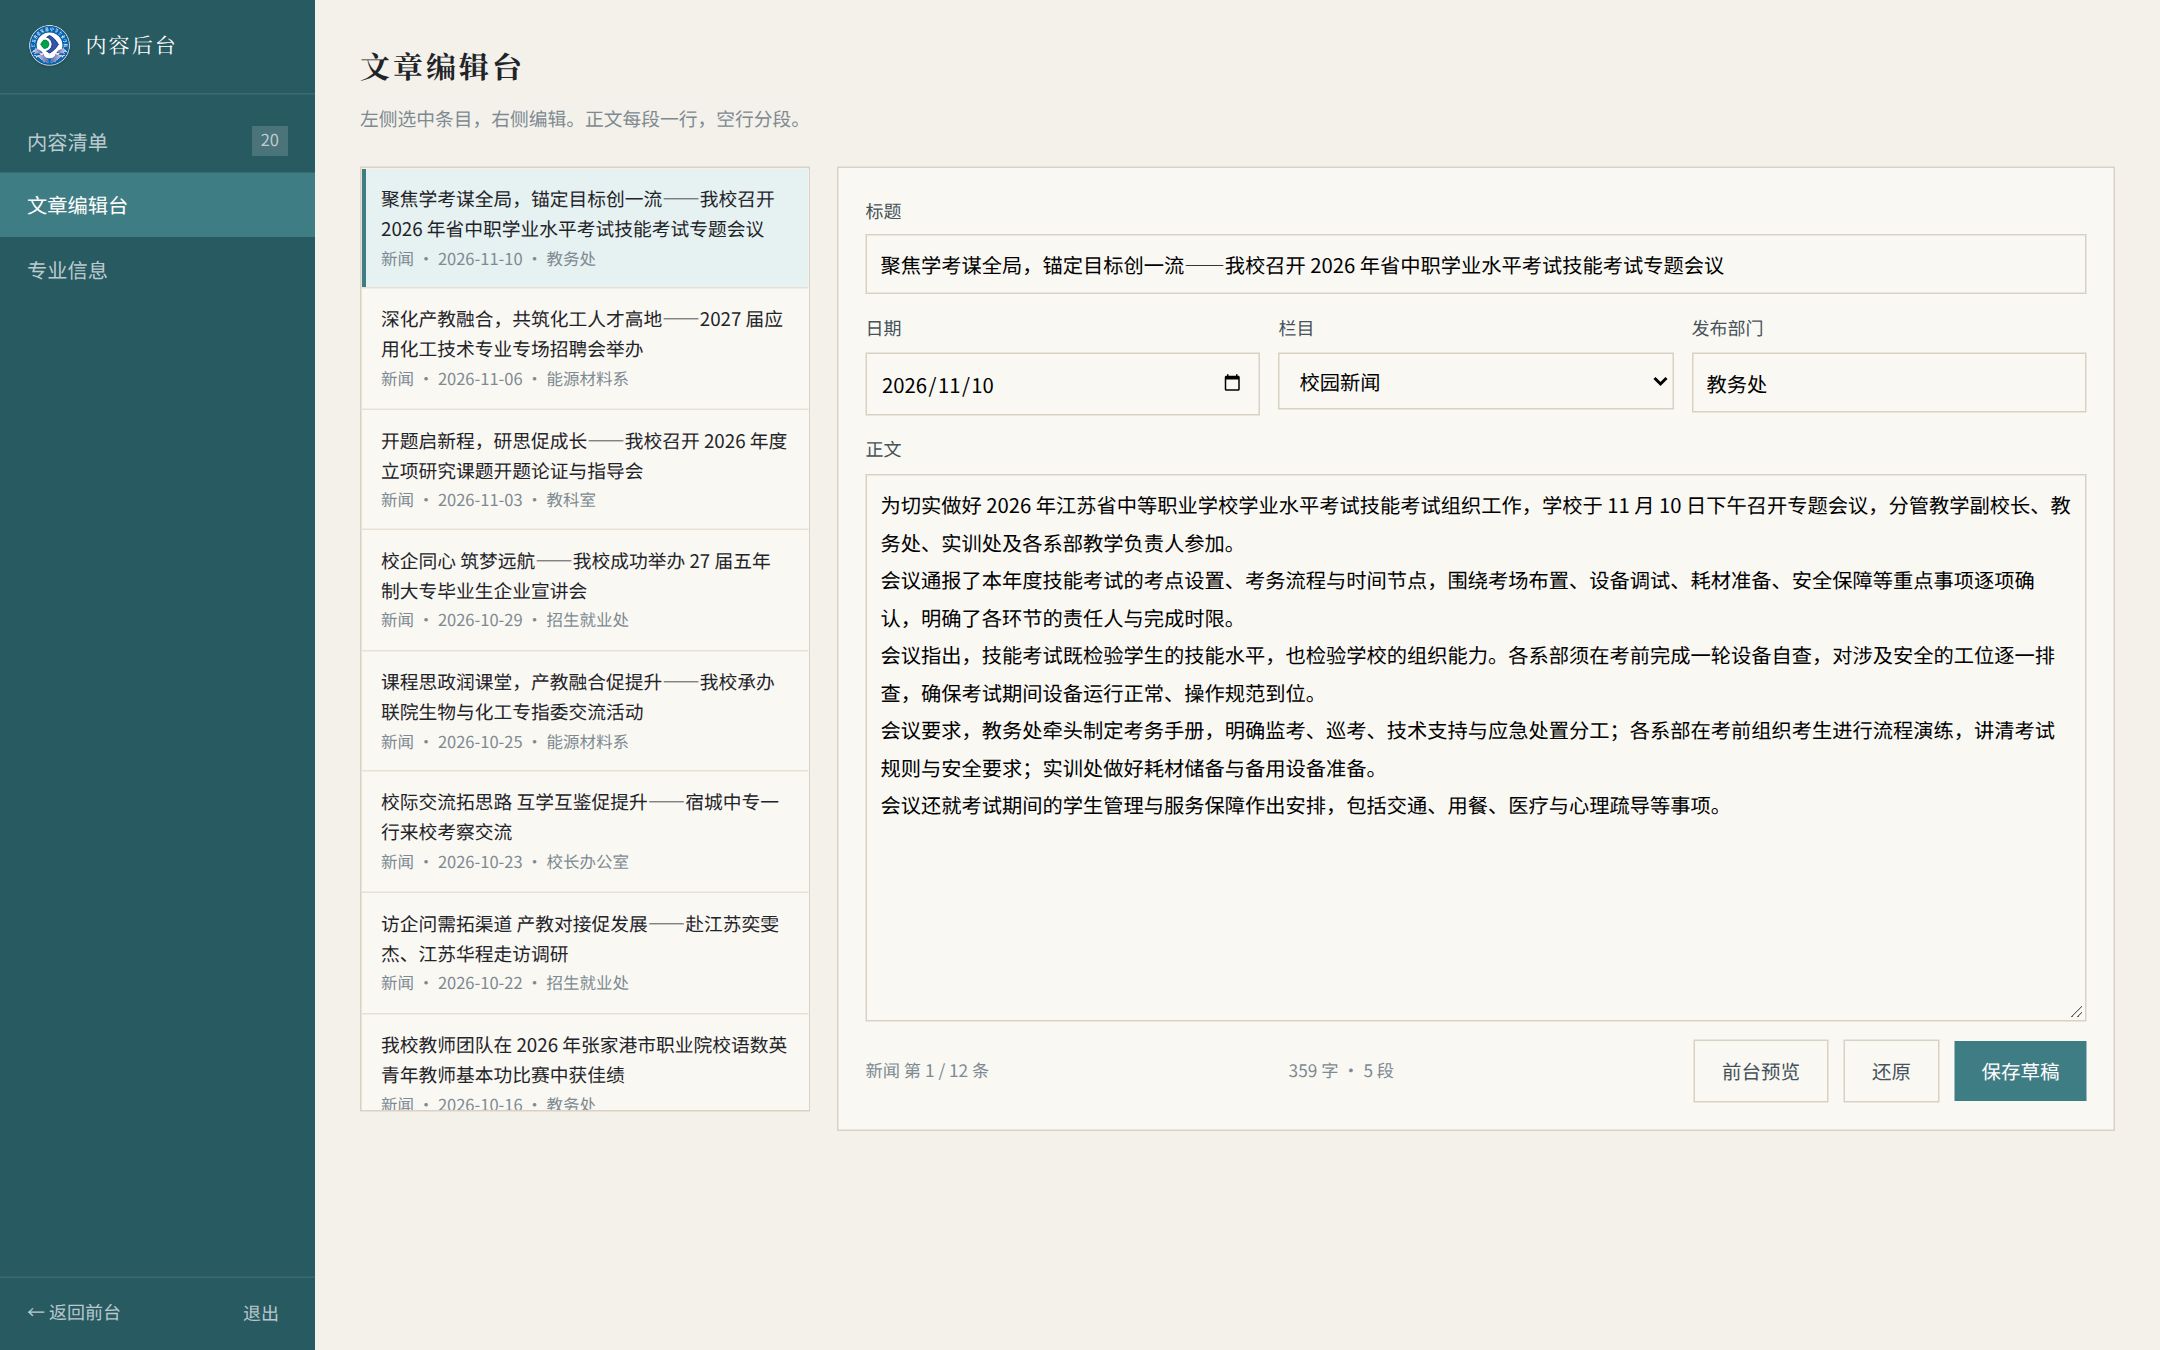 内容后台
内容清单 20
文章编辑台
专业信息
← 返回前台 退出
文章编辑台
左侧选中条目，右侧编辑。正文每段一行，空行分段。
聚焦学考谋全局，锚定目标创一流——我校召开
2026 年省中职学业水平考试技能考试专题会议
新闻 · 2026-11-10 · 教务处
深化产教融合，共筑化工人才高地——2027 届应
用化工技术专业专场招聘会举办
新闻 · 2026-11-06 · 能源材料系
开题启新程，研思促成长——我校召开 2026 年度
立项研究课题开题论证与指导会
新闻 · 2026-11-03 · 教科室
校企同心 筑梦远航——我校成功举办 27 届五年
制大专毕业生企业宣讲会
新闻 · 2026-10-29 · 招生就业处
课程思政润课堂，产教融合促提升——我校承办
联院生物与化工专指委交流活动
新闻 · 2026-10-25 · 能源材料系
校际交流拓思路 互学互鉴促提升——宿城中专一
行来校考察交流
新闻 · 2026-10-23 · 校长办公室
访企问需拓渠道 产教对接促发展——赴江苏奕雯
杰、江苏华程走访调研
新闻 · 2026-10-22 · 招生就业处
我校教师团队在 2026 年张家港市职业院校语数英
青年教师基本功比赛中获佳绩
新闻 · 2026-10-16 · 教务处
标题
聚焦学考谋全局，锚定目标创一流——我校召开 2026 年省中职学业水平考试技能考试专题会议
日期 栏目 发布部门
2026/11/10 校园新闻 教务处
正文
为切实做好 2026 年江苏省中等职业学校学业水平考试技能考试组织工作，学校于 11 月 10 日下午召开专题会议，分管教学副校长、教
务处、实训处及各系部教学负责人参加。
会议通报了本年度技能考试的考点设置、考务流程与时间节点，围绕考场布置、设备调试、耗材准备、安全保障等重点事项逐项确
认，明确了各环节的责任人与完成时限。
会议指出，技能考试既检验学生的技能水平，也检验学校的组织能力。各系部须在考前完成一轮设备自查，对涉及安全的工位逐一排
查，确保考试期间设备运行正常、操作规范到位。
会议要求，教务处牵头制定考务手册，明确监考、巡考、技术支持与应急处置分工；各系部在考前组织考生进行流程演练，讲清考试
规则与安全要求；实训处做好耗材储备与备用设备准备。
会议还就考试期间的学生管理与服务保障作出安排，包括交通、用餐、医疗与心理疏导等事项。
新闻 第 1 / 12 条 359 字 · 5 段 前台预览 还原 保存草稿